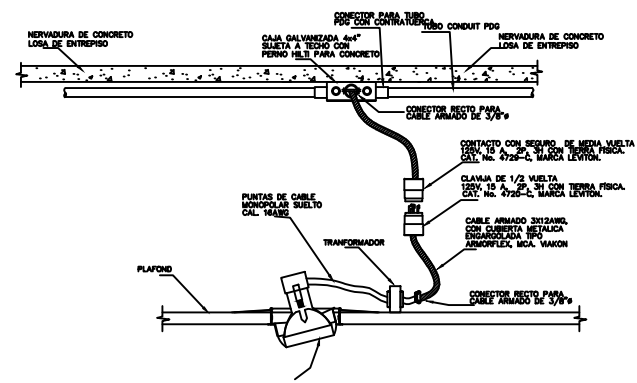 CONECTOR PARA TUBO
PDG CON CONTRATUERCA
TUBO CONDUIT PDG
NERVADURA DE CONCRETO
LOSA DE ENTREPISO
CAJA GALVANIZADA 4x4"
SUJETA A TECHO CON
PERNO HILTI PARA CONCRETO
NERVADURA DE CONCRETO
LOSA DE ENTREPISO
CONECTOR RECTO PARA
CABLE ARMADO DE 3/8"ø
CONTACTO CON SEGURO DE MEDIA VUELTA
125V, 15 A, 2P, 3H CON TIERRA FÍSICA.
CAT. No. 4729-C, MARCA LEVITON.
CLAVIJA DE 1/2 VUELTA
125V, 15 A, 2P, 3H CON TIERRA FÍSICA.
CAT. No. 4720-C, MARCA LEVITON.
PUNTAS DE CABLE
MONOPOLAR SUELTO
CAL. 16AWG
CABLE ARMADO 3X12AWG,
CON CUBIERTA METALICA
ENGARGOLADA TIPO
ARMORFLEX, MCA. VIAKON
TRANFORMADOR
PLAFOND
CONECTOR RECTO PARA
CABLE ARMADO DE 3/8"ø